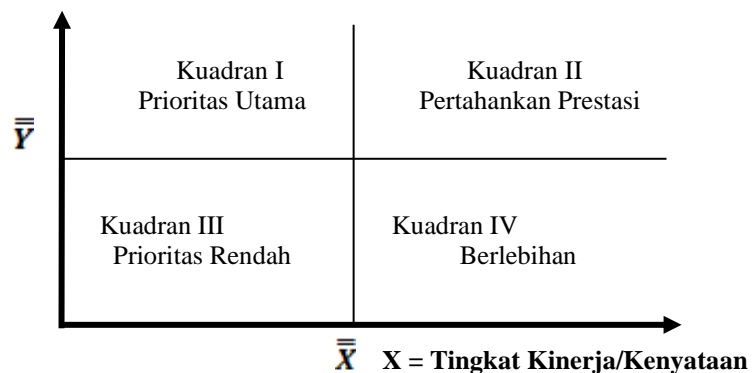 Kuadran I
Prioritas Utama
Kuadran II
Pertahankan Prestasi
Y̿
Kuadran III
Prioritas Rendah
Kuadran IV
Berlebihan
X̿
X = Tingkat Kinerja/Kenyataan